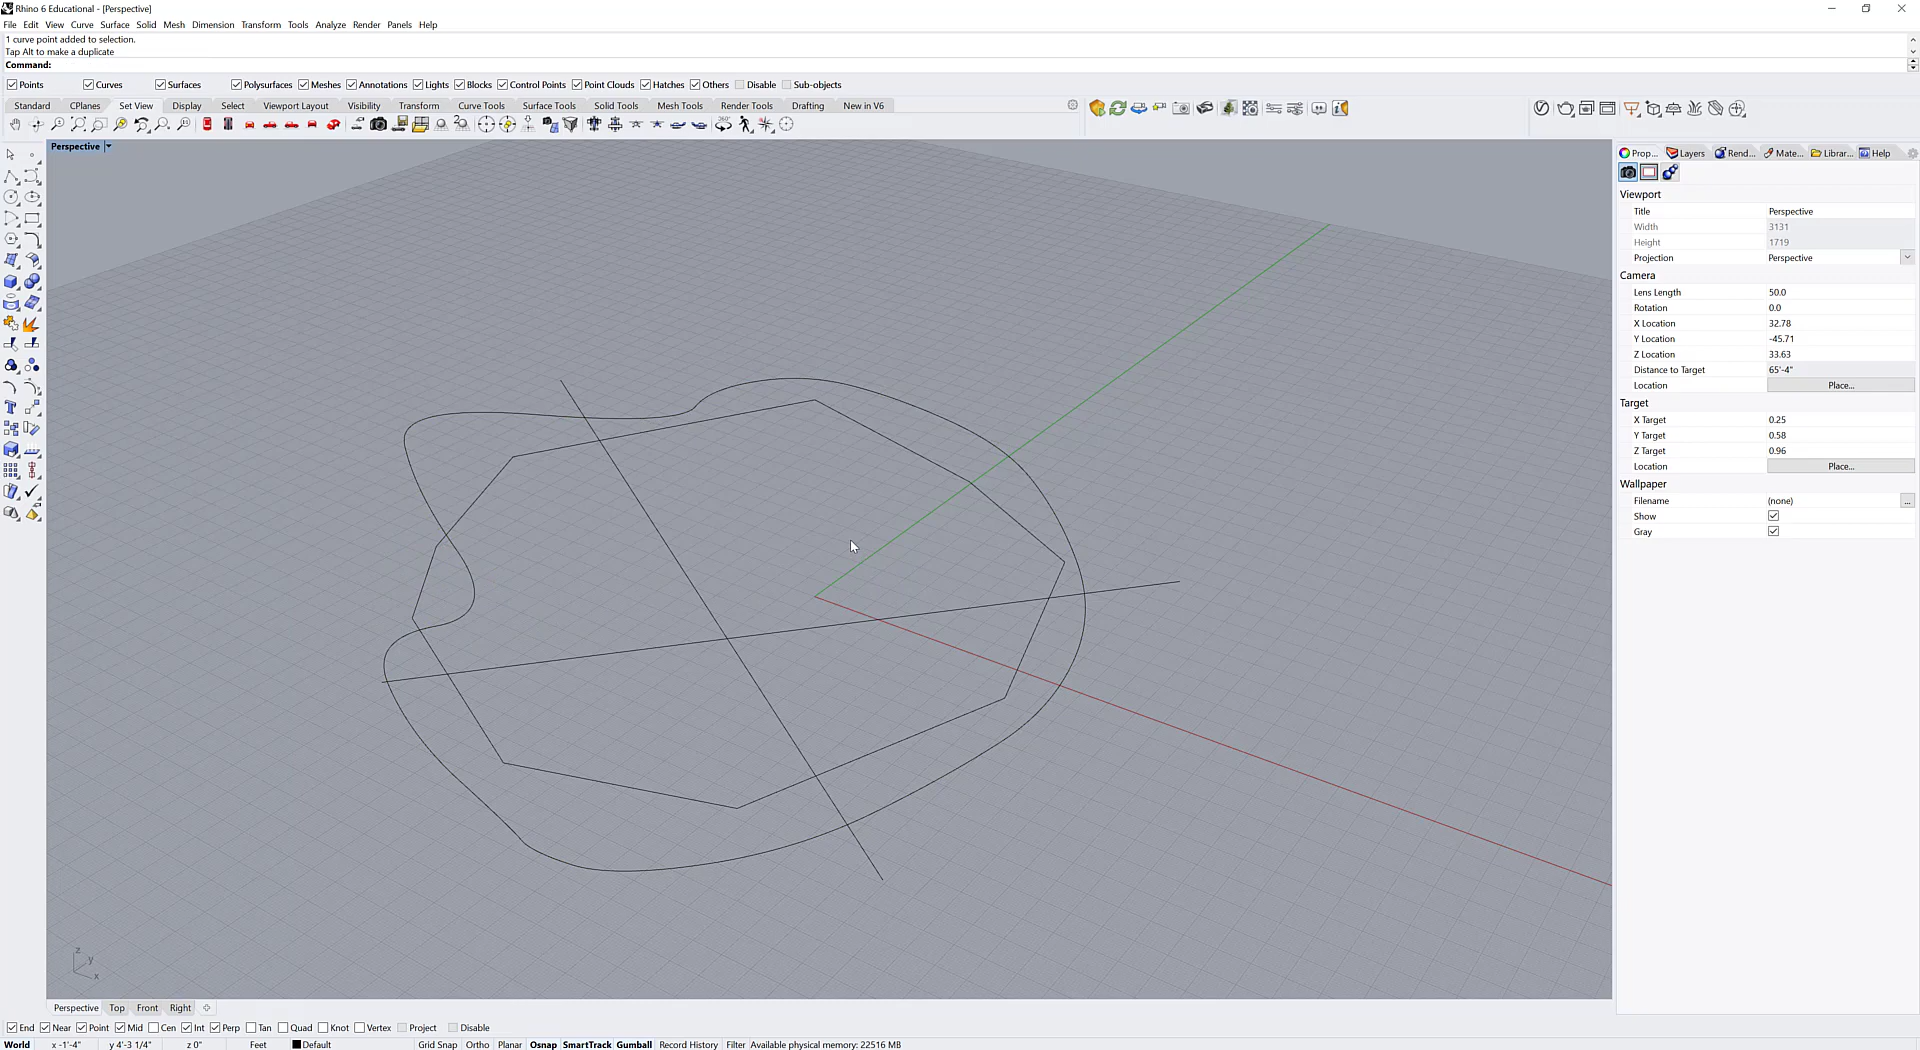 Rhino 6 Educational - [Perspective]
File Edit View Curve Surface Solid Mesh Dimension Transform Tools Analyze Render Panels Help
1 curve point added to selection.
Tap Alt to make a duplicate
Command:
Points Curves Surfaces Polysurfaces Meshes Annotations Lights Blocks Control Points Point Clouds Hatches Others Disable Sub-objects
Standard CPlanes Set View Display Select Viewport Layout Visibility Transform Curve Tools Surface Tools Solid Tools Mesh Tools Render Tools Drafting New in V6
Perspective
Prop... Layers Rend... Mate... Librar... Help
Viewport
Title Perspective
Width 3131
Height 1719
Projection Perspective
Camera
Lens Length 50.0
Rotation 0.0
X Location 32.78
Y Location -45.71
Z Location 33.63
Distance to Target 65'-4"
Location Place...
Target
X Target 0.25
Y Target 0.58
Z Target 0.96
Location Place...
Wallpaper
Filename (none) ...
Show
Gray
z
y
x
Perspective Top Front Right
End Near Point Mid Cen Int Perp Tan Quad Knot Vertex Project Disable
World x -1'-4" y 4'-3 1/4" z 0" Feet Default Grid Snap Ortho Planar Osnap SmartTrack Gumball Record History Filter Available physical memory: 22516 MB